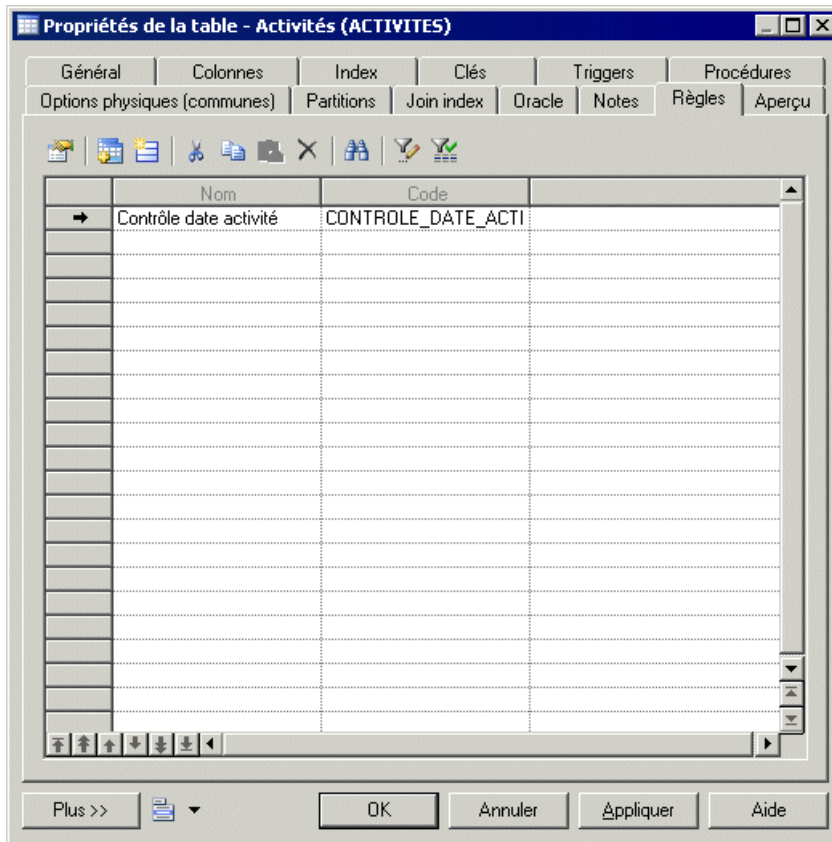 Propriétés de la table - Activités (ACTIVITES)
Général Colonnes Index Clés Triggers Procédures
Options physiques (communes) Partitions Join index Oracle Notes Règles Aperçu
Nom Code
Contrôle date activité CONTROLE_DATE_ACTI
Plus >> OK Annuler Appliquer Aide